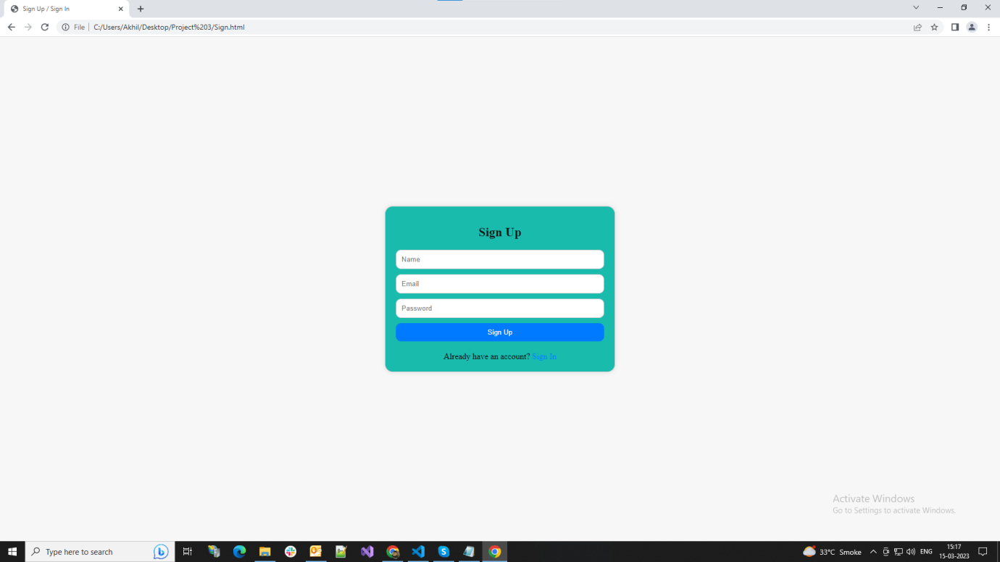 Sign Up / Sign In
File
C:/Users/Akhil/Desktop/Project%203/Sign.html
Sign Up
Name
Email
Password
Sign Up
Already have an account? Sign In
Activate Windows
Go to Settings to activate Windows.
Type here to search
33°C Smoke
ENG
15:17
15-03-2023